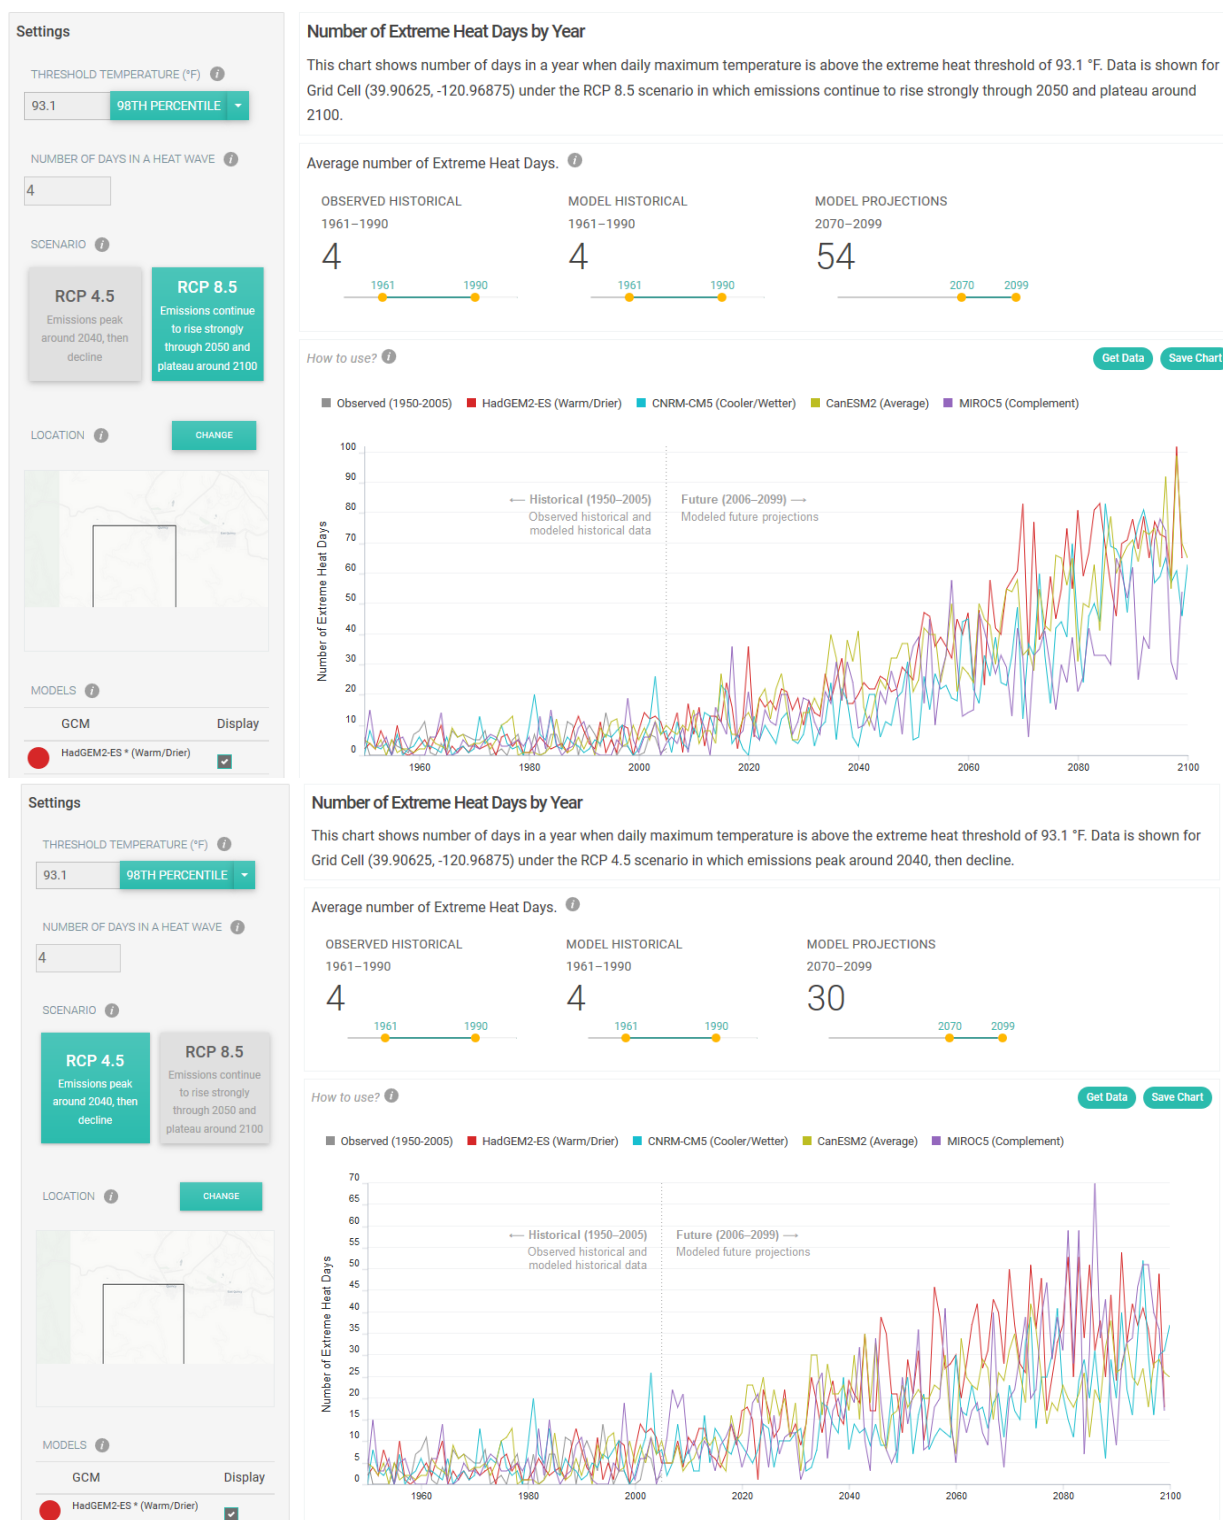 Settings
THRESHOLD TEMPERATURE (°F) i
93.1 98TH PERCENTILE
NUMBER OF DAYS IN A HEAT WAVE i
4
SCENARIO i
RCP 4.5
Emissions peak
around 2040, then
decline
RCP 8.5
Emissions continue
to rise strongly
through 2050 and
plateau around 2100
LOCATION i
CHANGE
MODELS i
GCM Display
HadGEM2-ES * (Warm/Drier)
Number of Extreme Heat Days by Year
This chart shows number of days in a year when daily maximum temperature is above the extreme heat threshold of 93.1 °F. Data is shown for
Grid Cell (39.90625, -120.96875) under the RCP 8.5 scenario in which emissions continue to rise strongly through 2050 and plateau around
2100.
Average number of Extreme Heat Days. i
OBSERVED HISTORICAL
1961–1990
4
1961 1990
MODEL HISTORICAL
1961–1990
4
1961 1990
MODEL PROJECTIONS
2070–2099
54
2070 2099
How to use? i
Get Data Save Chart
Observed (1950-2005) HadGEM2-ES (Warm/Drier) CNRM-CM5 (Cooler/Wetter) CanESM2 (Average) MIROC5 (Complement)
Number of Extreme Heat Days
100
90
80
70
60
50
40
30
20
10
0
← Historical (1950–2005)
Observed historical and
modeled historical data
Future (2006–2099) →
Modeled future projections
1960 1980 2000 2020 2040 2060 2080 2100
Settings
THRESHOLD TEMPERATURE (°F) i
93.1 98TH PERCENTILE
NUMBER OF DAYS IN A HEAT WAVE i
4
SCENARIO i
RCP 4.5
Emissions peak
around 2040, then
decline
RCP 8.5
Emissions continue
to rise strongly
through 2050 and
plateau around 2100
LOCATION i
CHANGE
MODELS i
GCM Display
HadGEM2-ES * (Warm/Drier)
Number of Extreme Heat Days by Year
This chart shows number of days in a year when daily maximum temperature is above the extreme heat threshold of 93.1 °F. Data is shown for
Grid Cell (39.90625, -120.96875) under the RCP 4.5 scenario in which emissions peak around 2040, then decline.
Average number of Extreme Heat Days. i
OBSERVED HISTORICAL
1961–1990
4
1961 1990
MODEL HISTORICAL
1961–1990
4
1961 1990
MODEL PROJECTIONS
2070–2099
30
2070 2099
How to use? i
Get Data Save Chart
Observed (1950-2005) HadGEM2-ES (Warm/Drier) CNRM-CM5 (Cooler/Wetter) CanESM2 (Average) MIROC5 (Complement)
Number of Extreme Heat Days
70
65
60
55
50
45
40
35
30
25
20
15
10
5
0
← Historical (1950–2005)
Observed historical and
modeled historical data
Future (2006–2099) →
Modeled future projections
1960 1980 2000 2020 2040 2060 2080 2100